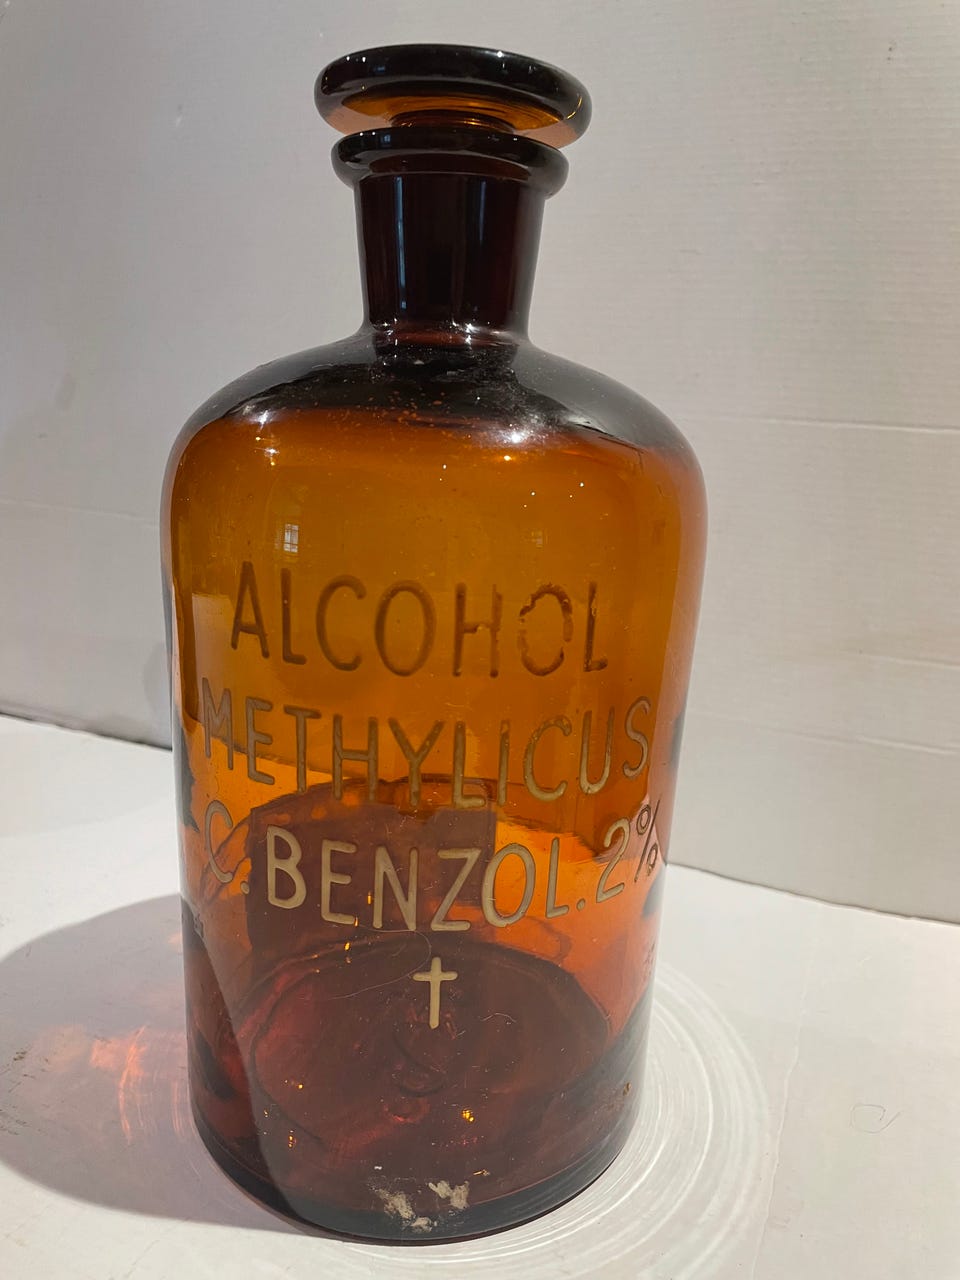 ALCOHOL
METHYLICUS
C. BENZOL. 2%
†